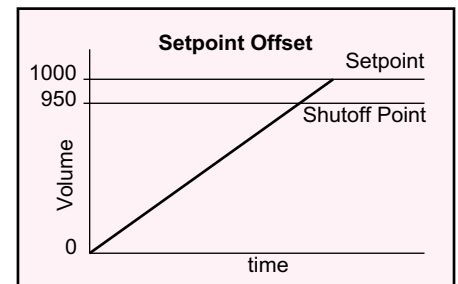 Setpoint Offset
Setpoint
1000
950
Shutoff Point
Volume
0
time